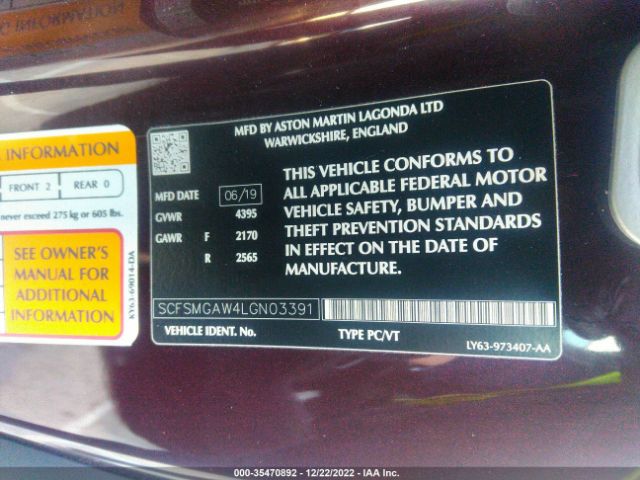 MFD BY ASTON MARTIN LAGONDA LTD
WARWICKSHIRE, ENGLAND
THIS VEHICLE CONFORMS TO
ALL APPLICABLE FEDERAL MOTOR
VEHICLE SAFETY, BUMPER AND
THEFT PREVENTION STANDARDS
IN EFFECT ON THE DATE OF
MANUFACTURE.
MFD DATE 06/19
GVWR 4395
GAWR F 2170
R 2565
SCFSMGAW4LGN03391
VEHICLE IDENT. No. TYPE PC/VT
LY63-973407-AA
INFORMATION
FRONT 2 REAR 0
never exceed 275 kg or 605 lbs.
SEE OWNER'S
MANUAL FOR
ADDITIONAL
INFORMATION
KY63-69014-DA
000-35470892 - 12/22/2022 - IAA Inc.